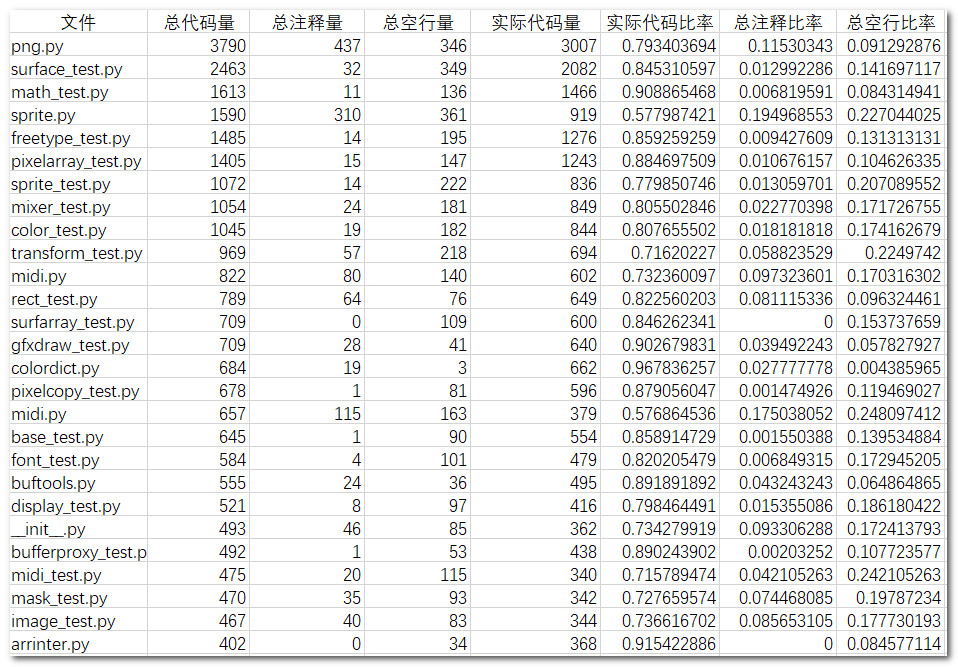 文件 总代码量 总注释量 总空行量 实际代码量 实际代码比率 总注释比率 总空行比率
png.py 3790 437 346 3007 0.793403694 0.11530343 0.091292876
surface_test.py 2463 32 349 2082 0.845310597 0.012992286 0.141697117
math_test.py 1613 11 136 1466 0.908865468 0.006819591 0.084314941
sprite.py 1590 310 361 919 0.577987421 0.194968553 0.227044025
freetype_test.py 1485 14 195 1276 0.859259259 0.009427609 0.131313131
pixelarray_test.py 1405 15 147 1243 0.884697509 0.010676157 0.104626335
sprite_test.py 1072 14 222 836 0.779850746 0.013059701 0.207089552
mixer_test.py 1054 24 181 849 0.805502846 0.022770398 0.171726755
color_test.py 1045 19 182 844 0.807655502 0.018181818 0.174162679
transform_test.py 969 57 218 694 0.71620227 0.058823529 0.2249742
midi.py 822 80 140 602 0.732360097 0.097323601 0.170316302
rect_test.py 789 64 76 649 0.822560203 0.081115336 0.096324461
surfarray_test.py 709 0 109 600 0.846262341 0 0.153737659
gfxdraw_test.py 709 28 41 640 0.902679831 0.039492243 0.057827927
colordict.py 684 19 3 662 0.967836257 0.027777778 0.004385965
pixelcopy_test.py 678 1 81 596 0.879056047 0.001474926 0.119469027
midi.py 657 115 163 379 0.576864536 0.175038052 0.248097412
base_test.py 645 1 90 554 0.858914729 0.001550388 0.139534884
font_test.py 584 4 101 479 0.820205479 0.006849315 0.172945205
buftools.py 555 24 36 495 0.891891892 0.043243243 0.064864865
display_test.py 521 8 97 416 0.798464491 0.015355086 0.186180422
__init__.py 493 46 85 362 0.734279919 0.093306288 0.172413793
bufferproxy_test.p 492 1 53 438 0.890243902 0.00203252 0.107723577
midi_test.py 475 20 115 340 0.715789474 0.042105263 0.242105263
mask_test.py 470 35 93 342 0.727659574 0.074468085 0.19787234
image_test.py 467 40 83 344 0.736616702 0.085653105 0.177730193
arrinter.py 402 0 34 368 0.915422886 0 0.084577114